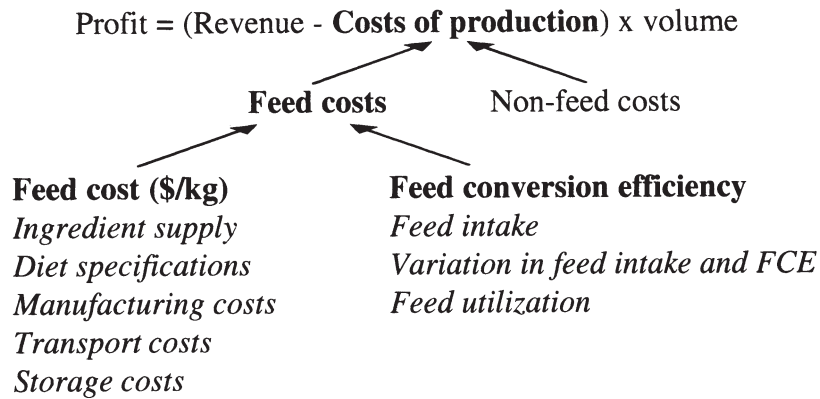 Profit = (Revenue - Costs of production) x volume
Feed costs
Non-feed costs
Feed cost ($/kg)
Ingredient supply
Diet specifications
Manufacturing costs
Transport costs
Storage costs
Feed conversion efficiency
Feed intake
Variation in feed intake and FCE
Feed utilization